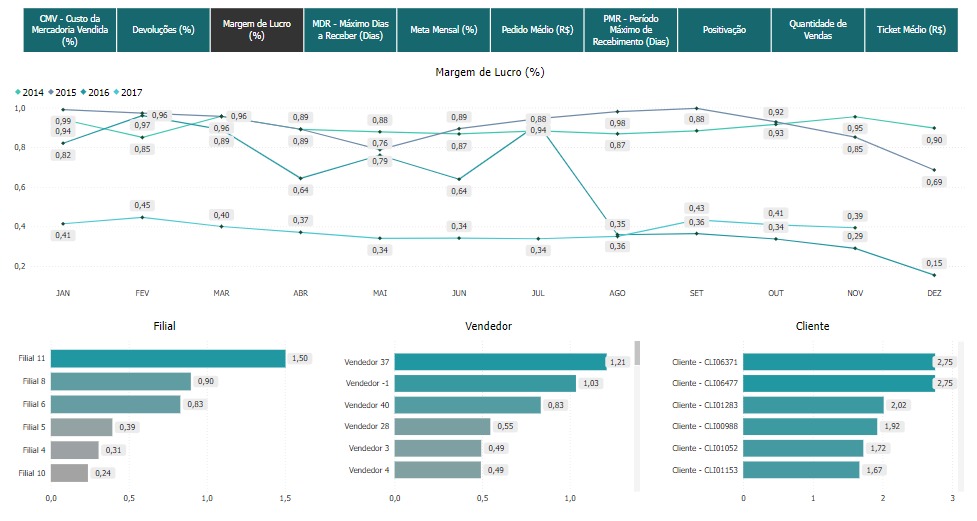 CMV - Custo da
Mercadoria Vendida
(%)
Devoluções (%)
Margem de Lucro
(%)
MDR - Máximo Dias
a Receber (Dias)
Meta Mensal (%)
Pedido Médio (R$)
PMR - Período
Máximo de
Recebimento (Dias)
Positivação
Quantidade de
Vendas
Ticket Médio (R$)
Margem de Lucro (%)
2014 2015 2016 2017
1,0
0,8
0,6
0,4
0,2
0,99
0,94
0,82
0,41
0,96
0,97
0,85
0,45
0,96
0,96
0,89
0,40
0,89
0,89
0,64
0,37
0,88
0,76
0,79
0,34
0,89
0,87
0,64
0,34
0,88
0,94
0,34
0,98
0,87
0,35
0,36
0,88
0,43
0,36
0,92
0,93
0,41
0,34
0,95
0,85
0,39
0,29
0,90
0,69
0,15
JAN FEV MAR ABR MAI JUN JUL AGO SET OUT NOV DEZ
Filial
Filial 11 1,50
Filial 8 0,90
Filial 6 0,83
Filial 5 0,39
Filial 4 0,31
Filial 10 0,24
0,0 0,5 1,0 1,5
Vendedor
Vendedor 37 1,21
Vendedor -1 1,03
Vendedor 40 0,83
Vendedor 28 0,55
Vendedor 3 0,49
Vendedor 4 0,49
0,0 0,5 1,0
Cliente
Cliente - CLI06371 2,75
Cliente - CLI06477 2,75
Cliente - CLI01283 2,02
Cliente - CLI00988 1,92
Cliente - CLI01052 1,72
Cliente - CLI01153 1,67
0 1 2 3